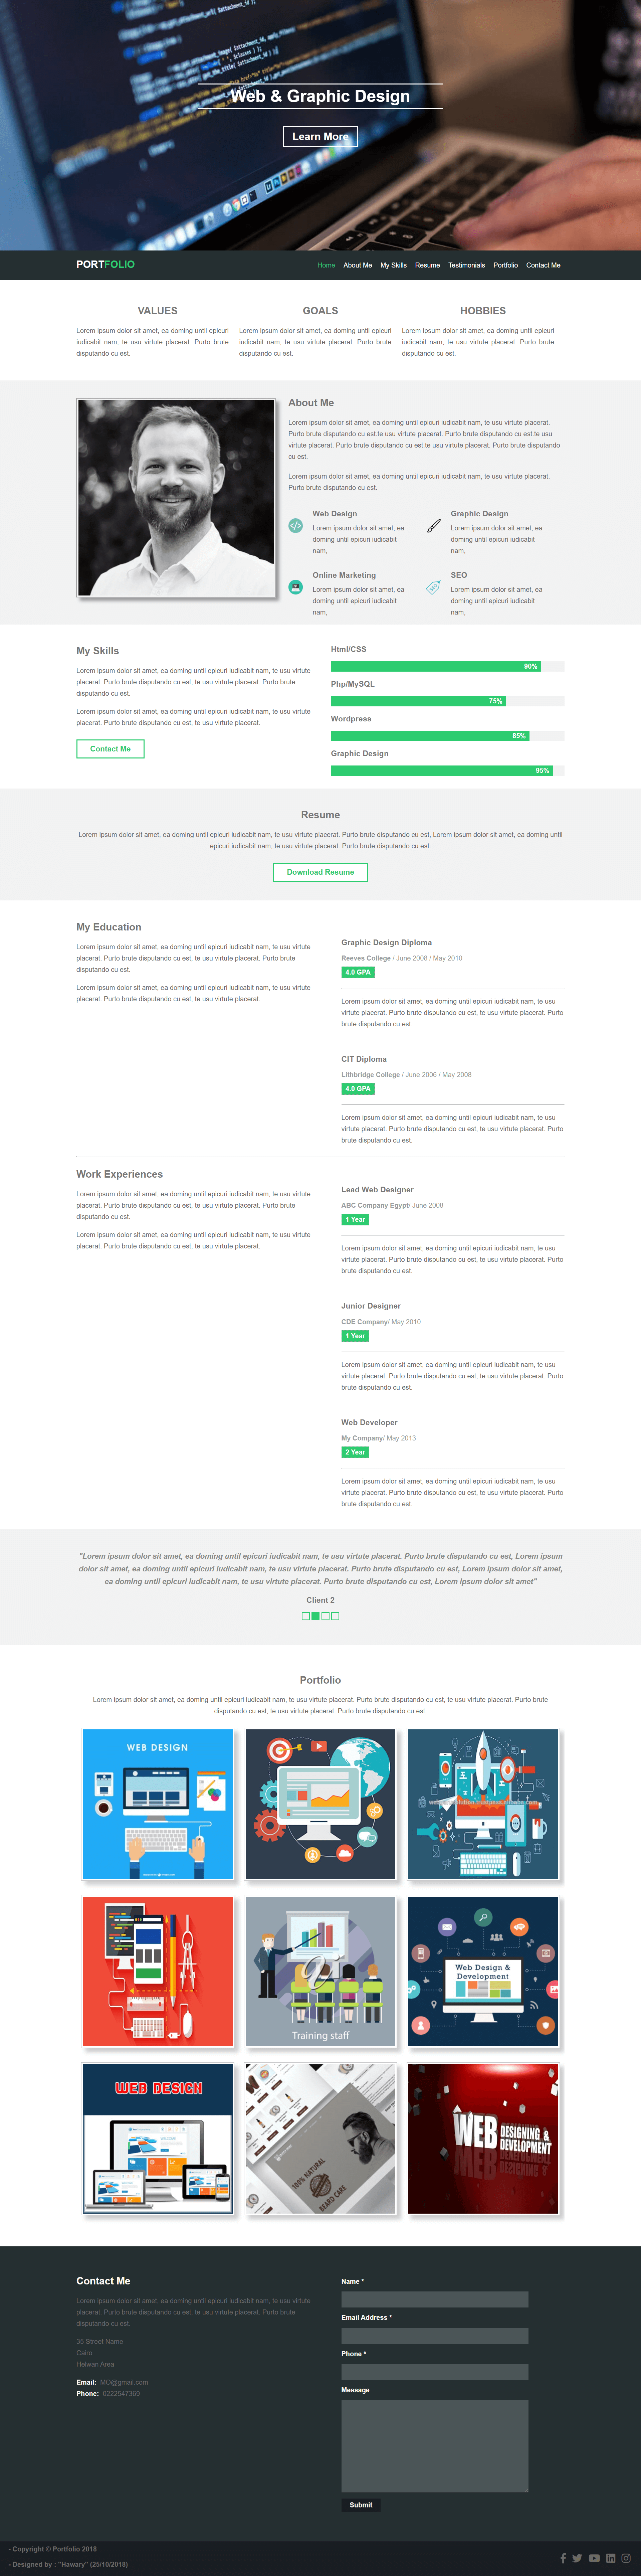 Web & Graphic Design
Learn More
PORTFOLIO
Home About Me My Skills Resume Testimonials Portfolio Contact Me
VALUES
Lorem ipsum dolor sit amet, ea doming until epicuri
iudicabit nam, te usu virtute placerat. Purto brute
disputando cu est.
GOALS
Lorem ipsum dolor sit amet, ea doming until epicuri
iudicabit nam, te usu virtute placerat. Purto brute
disputando cu est.
HOBBIES
Lorem ipsum dolor sit amet, ea doming until epicuri
iudicabit nam, te usu virtute placerat. Purto brute
disputando cu est.
About Me
Lorem ipsum dolor sit amet, ea doming until epicuri iudicabit nam, te usu virtute placerat.
Purto brute disputando cu est.te usu virtute placerat. Purto brute disputando cu est.te usu
virtute placerat. Purto brute disputando cu est.te usu virtute placerat. Purto brute disputando
cu est.
Lorem ipsum dolor sit amet, ea doming until epicuri iudicabit nam, te usu virtute placerat.
Purto brute disputando cu est.
Web Design
Lorem ipsum dolor sit amet, ea
doming until epicuri iudicabit
nam,
Graphic Design
Lorem ipsum dolor sit amet, ea
doming until epicuri iudicabit
nam,
Online Marketing
Lorem ipsum dolor sit amet, ea
doming until epicuri iudicabit
nam,
SEO
Lorem ipsum dolor sit amet, ea
doming until epicuri iudicabit
nam,
My Skills
Lorem ipsum dolor sit amet, ea doming until epicuri iudicabit nam, te usu virtute
placerat. Purto brute disputando cu est, te usu virtute placerat. Purto brute
disputando cu est.
Lorem ipsum dolor sit amet, ea doming until epicuri iudicabit nam, te usu virtute
placerat. Purto brute disputando cu est, te usu virtute placerat.
Contact Me
Html/CSS
90%
Php/MySQL
75%
Wordpress
85%
Graphic Design
95%
Resume
Lorem ipsum dolor sit amet, ea doming until epicuri iudicabit nam, te usu virtute placerat. Purto brute disputando cu est, Lorem ipsum dolor sit amet, ea doming until
epicuri iudicabit nam, te usu virtute placerat. Purto brute disputando cu est.
Download Resume
My Education
Lorem ipsum dolor sit amet, ea doming until epicuri iudicabit nam, te usu virtute
placerat. Purto brute disputando cu est, te usu virtute placerat. Purto brute
disputando cu est.
Lorem ipsum dolor sit amet, ea doming until epicuri iudicabit nam, te usu virtute
placerat. Purto brute disputando cu est, te usu virtute placerat.
Graphic Design Diploma
Reeves College / June 2008 / May 2010
4.0 GPA
Lorem ipsum dolor sit amet, ea doming until epicuri iudicabit nam, te usu
virtute placerat. Purto brute disputando cu est, te usu virtute placerat. Purto
brute disputando cu est.
CIT Diploma
Lithbridge College / June 2006 / May 2008
4.0 GPA
Lorem ipsum dolor sit amet, ea doming until epicuri iudicabit nam, te usu
virtute placerat. Purto brute disputando cu est, te usu virtute placerat. Purto
brute disputando cu est.
Work Experiences
Lorem ipsum dolor sit amet, ea doming until epicuri iudicabit nam, te usu virtute
placerat. Purto brute disputando cu est, te usu virtute placerat. Purto brute
disputando cu est.
Lorem ipsum dolor sit amet, ea doming until epicuri iudicabit nam, te usu virtute
placerat. Purto brute disputando cu est, te usu virtute placerat.
Lead Web Designer
ABC Company Egypt/ June 2008
1 Year
Lorem ipsum dolor sit amet, ea doming until epicuri iudicabit nam, te usu
virtute placerat. Purto brute disputando cu est, te usu virtute placerat. Purto
brute disputando cu est.
Junior Designer
CDE Company/ May 2010
1 Year
Lorem ipsum dolor sit amet, ea doming until epicuri iudicabit nam, te usu
virtute placerat. Purto brute disputando cu est, te usu virtute placerat. Purto
brute disputando cu est.
Web Developer
My Company/ May 2013
2 Year
Lorem ipsum dolor sit amet, ea doming until epicuri iudicabit nam, te usu
virtute placerat. Purto brute disputando cu est, te usu virtute placerat. Purto
brute disputando cu est.
"Lorem ipsum dolor sit amet, ea doming until epicuri iudicabit nam, te usu virtute placerat. Purto brute disputando cu est, Lorem ipsum
dolor sit amet, ea doming until epicuri iudicabit nam, te usu virtute placerat. Purto brute disputando cu est, Lorem ipsum dolor sit amet,
ea doming until epicuri iudicabit nam, te usu virtute placerat. Purto brute disputando cu est, Lorem ipsum dolor sit amet"
Client 2
Portfolio
Lorem ipsum dolor sit amet, ea doming until epicuri iudicabit nam, te usu virtute placerat. Purto brute disputando cu est, te usu virtute placerat. Purto brute
disputando cu est, te usu virtute placerat. Purto brute disputando cu est.
WEB DESIGN
Training staff
Web Design &
Development
WEB DESIGN
100% NATURAL
BEARD CARE
WEB DESIGNING &
DEVELOPMENT
Contact Me
Lorem ipsum dolor sit amet, ea doming until epicuri iudicabit nam, te usu virtute
placerat. Purto brute disputando cu est, te usu virtute placerat. Purto brute
disputando cu est.
35 Street Name
Cairo
Helwan Area
Email: MO@gmail.com
Phone: 0222547369
Name *
Email Address *
Phone *
Message
Submit
- Copyright © Portfolio 2018
- Designed by : "Hawary" (25/10/2018)